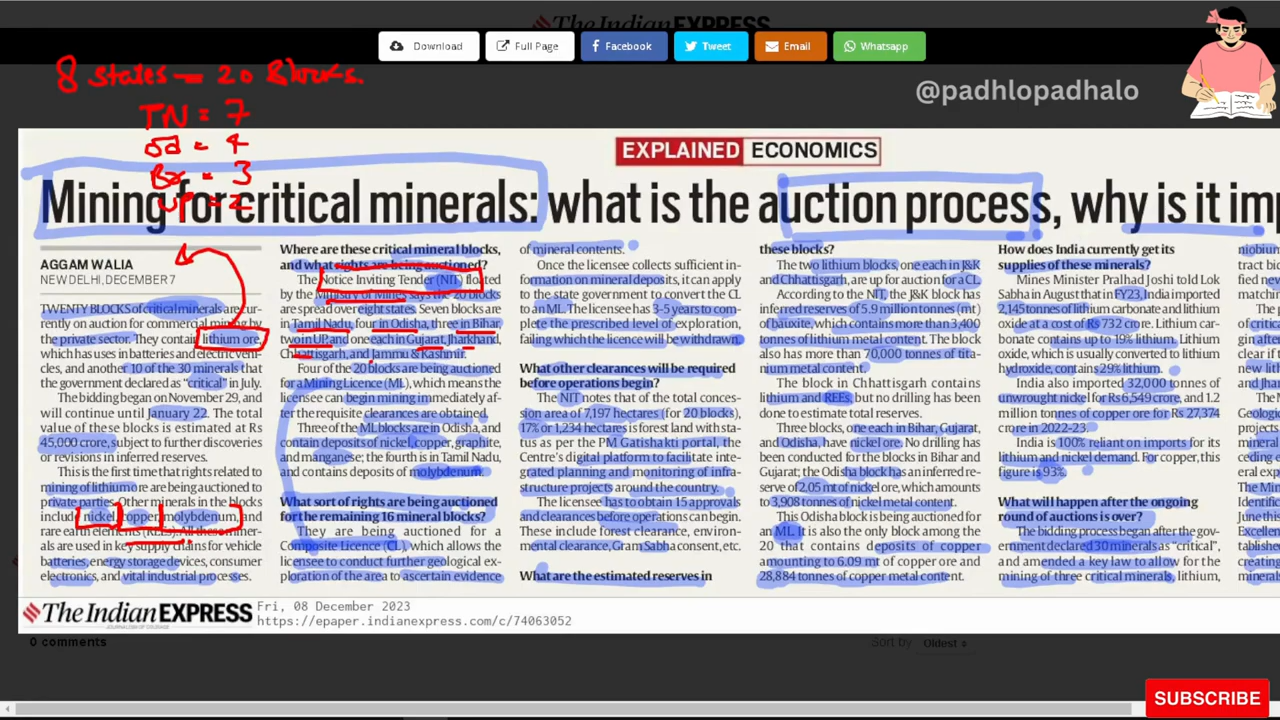 The Indian EXPRESS
Download
Full Page
Facebook
Tweet
Email
Whatsapp
8 States = 20 Blocks.
TN = 7
Od = 4
= 3
UP = 2
@padhlopadhalo
EXPLAINED ECONOMICS
Mining for critical minerals: what is the auction process, why is it im
AGGAM WALIA
NEW DELHI, DECEMBER 7
TWENTY BLOCKS of critical minerals are cu-
rrently on auction for commercial mining by
the private sector. They contain lithium ore,
which has uses in batteries and electric vehi-
cles, and another 10 of the 30 minerals that
the government declared as "critical" in July.
The bidding began on November 29, and
will continue until January 22. The total
value of these blocks is estimated at Rs
45,000 crore, subject to further discoveries
or revisions in inferred reserves.
This is the first time that rights related to
mining of lithium ore are being auctioned to
private parties. Other minerals in the blocks
include nickel, copper, molybdenum, and
rare earth elements (REEs). All these miner-
als are used in key supply chains for vehicle
batteries, energy storage devices, consumer
electronics, and vital industrial processes.
Where are these critical mineral blocks,
and what rights are being auctioned?
The Notice Inviting Tender (NIT) floated
by the Ministry of Mines says the 20 blocks
are spread over eight states. Seven blocks are
in Tamil Nadu, four in Odisha, three in Bihar,
two in UP, and one each in Gujarat, Jharkhand,
Chhattisgarh, and Jammu & Kashmir.
Four of the 20 blocks are being auctioned
for a Mining Licence (ML), which means the
licensee can begin mining immediately af-
ter the requisite clearances are obtained.
Three of the ML blocks are in Odisha, and
contain deposits of nickel, copper, graphite,
and manganese; the fourth is in Tamil Nadu,
and contains deposits of molybdenum.
What sort of rights are being auctioned
for the remaining 16 mineral blocks?
They are being auctioned for a
Composite Licence (CL), which allows the
licensee to conduct further geological ex-
ploration of the area to ascertain evidence
of mineral contents.
Once the licensee collects sufficient in-
formation on mineral deposits, it can apply
to the state government to convert the CL
to an ML. The licensee has 3-5 years to com-
plete the prescribed level of exploration,
failing which the licence will be withdrawn.
What other clearances will be required
before operations begin?
The NIT notes that the total conces-
sion area of 7,197 hectares (for 20 blocks),
17% or 1,234 hectares is forest land with sta-
tus as per the PM Gatishakti portal, the
Centre's digital platform to facilitate inte-
grated planning and monitoring of infra-
structure projects around the country.
The licensee has to obtain 15 approvals
and clearances before operations can begin.
These include forest clearance, environ-
mental clearance, Gram Sabha consent, etc.
What are the estimated reserves in
these blocks?
The two lithium blocks, one each in J&K
and Chhattisgarh, are up for auction for a CL.
According to the NIT, the J&K block has
inferred reserves of 5.9 million tonnes (mt)
of bauxite, which contains more than 3,400
tonnes of lithium metal content. The block
also has more than 70,000 tonnes of tita-
nium metal content.
The block in Chhattisgarh contains
lithium and REEs, but no drilling has been
done to estimate total reserves.
Three blocks, one each in Bihar, Gujarat,
and Odisha, have nickel ore. No drilling has
been conducted for the blocks in Bihar and
Gujarat; the Odisha block has an inferred re-
serve of 2.05 mt of nickel ore, which amounts
to 3,908 tonnes of nickel metal content.
This Odisha block is being auctioned for
an ML. It is also the only block among the
20 that contains deposits of copper
amounting to 6.09 mt of copper ore and
28,884 tonnes of copper metal content.
How does India currently get its
supplies of these minerals?
Mines Minister Pralhad Joshi told Lok
Sabha in August that in FY23, India imported
2,145 tonnes of lithium carbonate and lithium
oxide at a cost of Rs 732 crore. Lithium car-
bonate contains up to 19% lithium. Lithium
oxide, which is usually converted to lithium
hydroxide, contains 29% lithium.
India also imported 32,000 tonnes of
unwrought nickel for Rs 6,549 crore, and 1.2
million tonnes of copper ore for Rs 27,374
crore in 2022-23.
India is 100% reliant on imports for its
lithium and nickel demand. For copper, this
figure is 93%.
What will happen after the ongoing
round of auctions is over?
The bidding process began after the gov-
ernment declared 30 minerals as "critical",
and amended a key law to allow for the
mining of three critical minerals, lithium,
The Indian EXPRESS
Fri, 08 December 2023
https://epaper.indianexpress.com/c/74063052
0 comments
Sort by Oldest
SUBSCRIBE